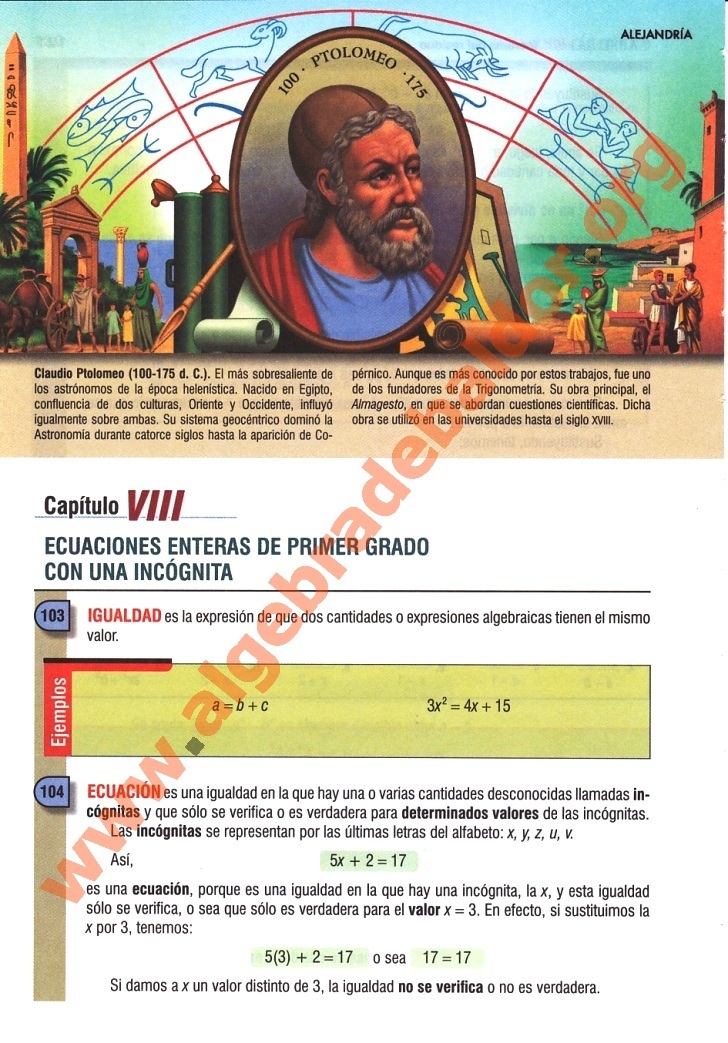 ALEJANDRÍA
100 · PTOLOMEO · 175
Claudio Ptolomeo (100-175 d. C.). El más sobresaliente de
los astrónomos de la época helenística. Nacido en Egipto,
confluencia de dos culturas, Oriente y Occidente, influyó
igualmente sobre ambas. Su sistema geocéntrico dominó la
Astronomía durante catorce siglos hasta la aparición de Co-
pérnico. Aunque es más conocido por estos trabajos, fue uno
de los fundadores de la Trigonometría. Su obra principal, el
Almagesto, en que se abordan cuestiones científicas. Dicha
obra se utilizó en las universidades hasta el siglo XVIII.
Capítulo VIII
ECUACIONES ENTERAS DE PRIMER GRADO
CON UNA INCÓGNITA
103 IGUALDAD es la expresión de que dos cantidades o expresiones algebraicas tienen el mismo
valor.
Ejemplos
a = b + c 3x² = 4x + 15
104 ECUACIÓN es una igualdad en la que hay una o varias cantidades desconocidas llamadas in-
cógnitas y que sólo se verifica o es verdadera para determinados valores de las incógnitas.
Las incógnitas se representan por las últimas letras del alfabeto: x, y, z, u, v.
Así, 5x + 2 = 17
es una ecuación, porque es una igualdad en la que hay una incógnita, la x, y esta igualdad
sólo se verifica, o sea que sólo es verdadera para el valor x = 3. En efecto, si sustituimos la
x por 3, tenemos:
5(3) + 2 = 17 o sea 17 = 17
Si damos a x un valor distinto de 3, la igualdad no se verifica o no es verdadera.
www.algebradebaldor.org